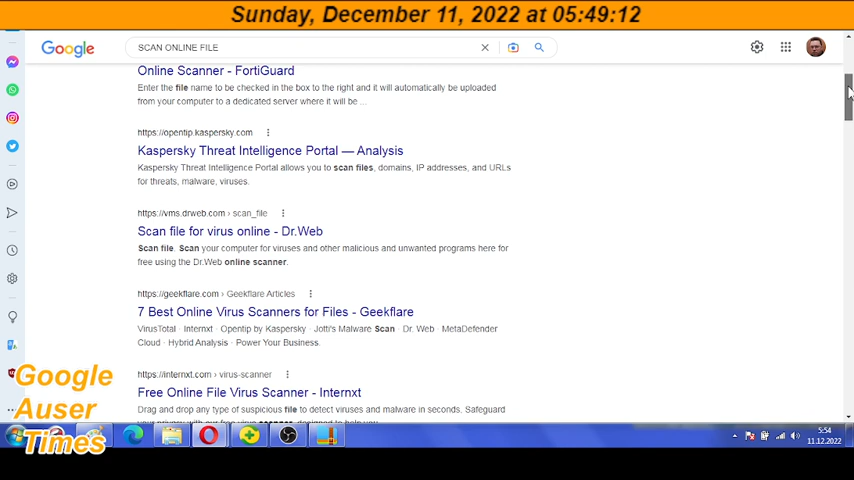 Sunday, December 11, 2022 at 05:49:12
Google
SCAN ONLINE FILE
Online Scanner - FortiGuard
Enter the file name to be checked in the box to the right and it will automatically be uploaded
from your computer to a dedicated server where it will be ...
https://opentip.kaspersky.com
Kaspersky Threat Intelligence Portal — Analysis
Kaspersky Threat Intelligence Portal allows you to scan files, domains, IP addresses, and URLs
for threats, malware, viruses.
https://vms.drweb.com › scan_file
Scan file for virus online - Dr.Web
Scan file. Scan your computer for viruses and other malicious and unwanted programs here for
free using the Dr.Web online scanner.
https://geekflare.com › Geekflare Articles
7 Best Online Virus Scanners for Files - Geekflare
VirusTotal · Internxt · Opentip by Kaspersky · Jotti's Malware Scan · Dr. Web · MetaDefender
Cloud · Hybrid Analysis · Power Your Business.
https://internxt.com › virus-scanner
Free Online File Virus Scanner - Internxt
Drag and drop any type of suspicious file to detect viruses and malware in seconds. Safeguard
Google
Auser
Times
5:54
11.12.2022